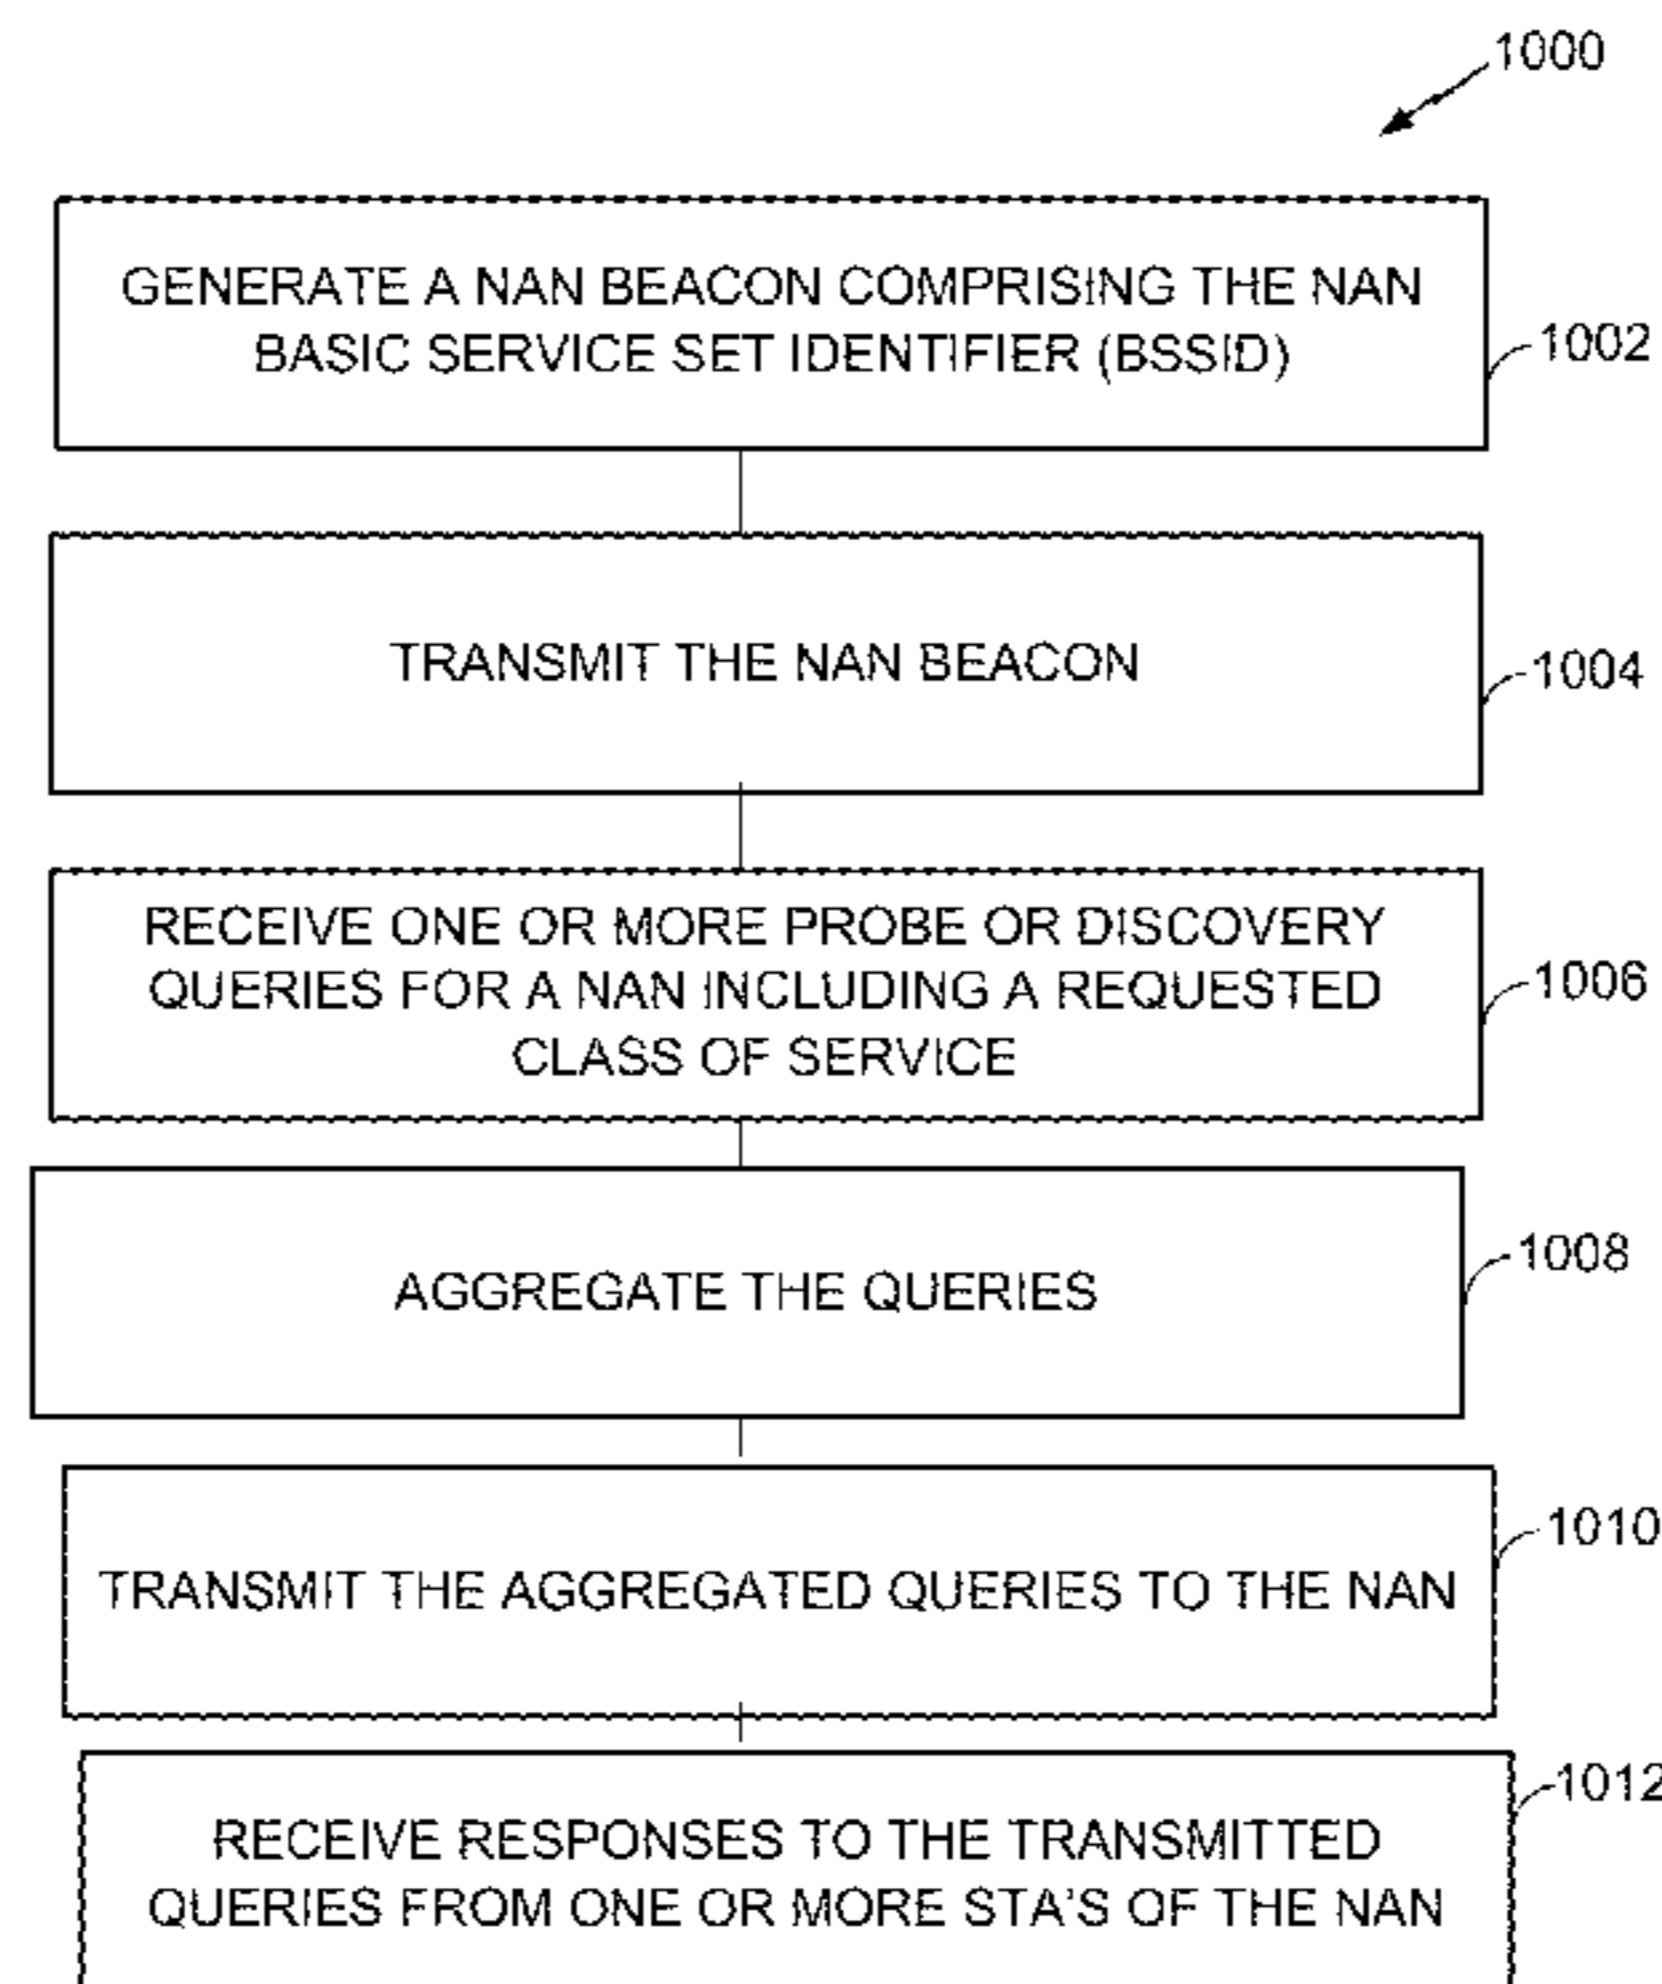 1000
GENERATE A NAN BEACON COMPRISING THE NAN
BASIC SERVICE SET IDENTIFIER (BSSID)
1002
TRANSMIT THE NAN BEACON
1004
RECEIVE ONE OR MORE PROBE OR DISCOVERY
QUERIES FOR A NAN INCLUDING A REQUESTED
CLASS OF SERVICE
1006
AGGREGATE THE QUERIES
1008
TRANSMIT THE AGGREGATED QUERIES TO THE NAN
1010
RECEIVE RESPONSES TO THE TRANSMITTED
QUERIES FROM ONE OR MORE STA'S OF THE NAN
1012